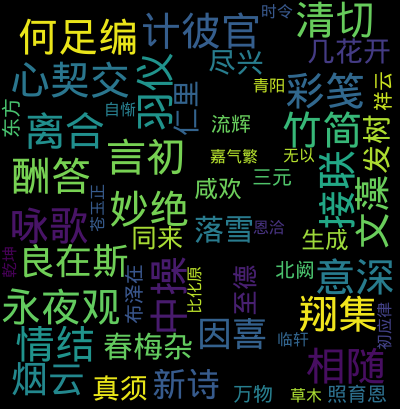 时令
何足编
计彼官
清切
尽兴
几花开
心契交
羽仪
青阳
彩笺
祥云
东方
自惭
仁里
离合
流辉
竹简
发树
言初
嘉气繁
无以
酬答
接联
文藻
咸欢
三元
苍玉正
妙绝
咏歌
同来
落雪
恩洽
生成
乾坤
良在斯
布泽在
中操
比化原
至德
北阙
意深
永夜观
翔集
初应律
情结
春梅杂
因喜
临轩
相随
烟云
真须
新诗
万物
草木
照育恩